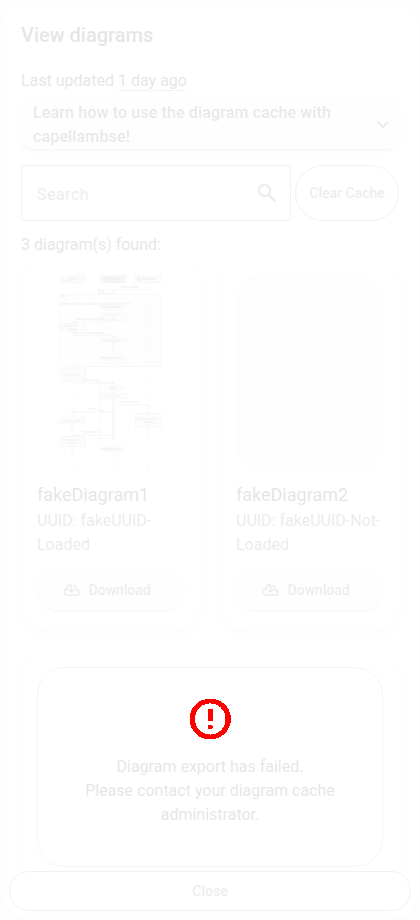 View diagrams
Last updated 1 day ago
Learn how to use the diagram cache with
capellambse!
Search
Clear Cache
3 diagram(s) found:
fakeDiagram1
UUID: fakeUUID-
Loaded
Download
fakeDiagram2
UUID: fakeUUID-Not-
Loaded
Download
Diagram export has failed.
Please contact your diagram cache
administrator.
Close